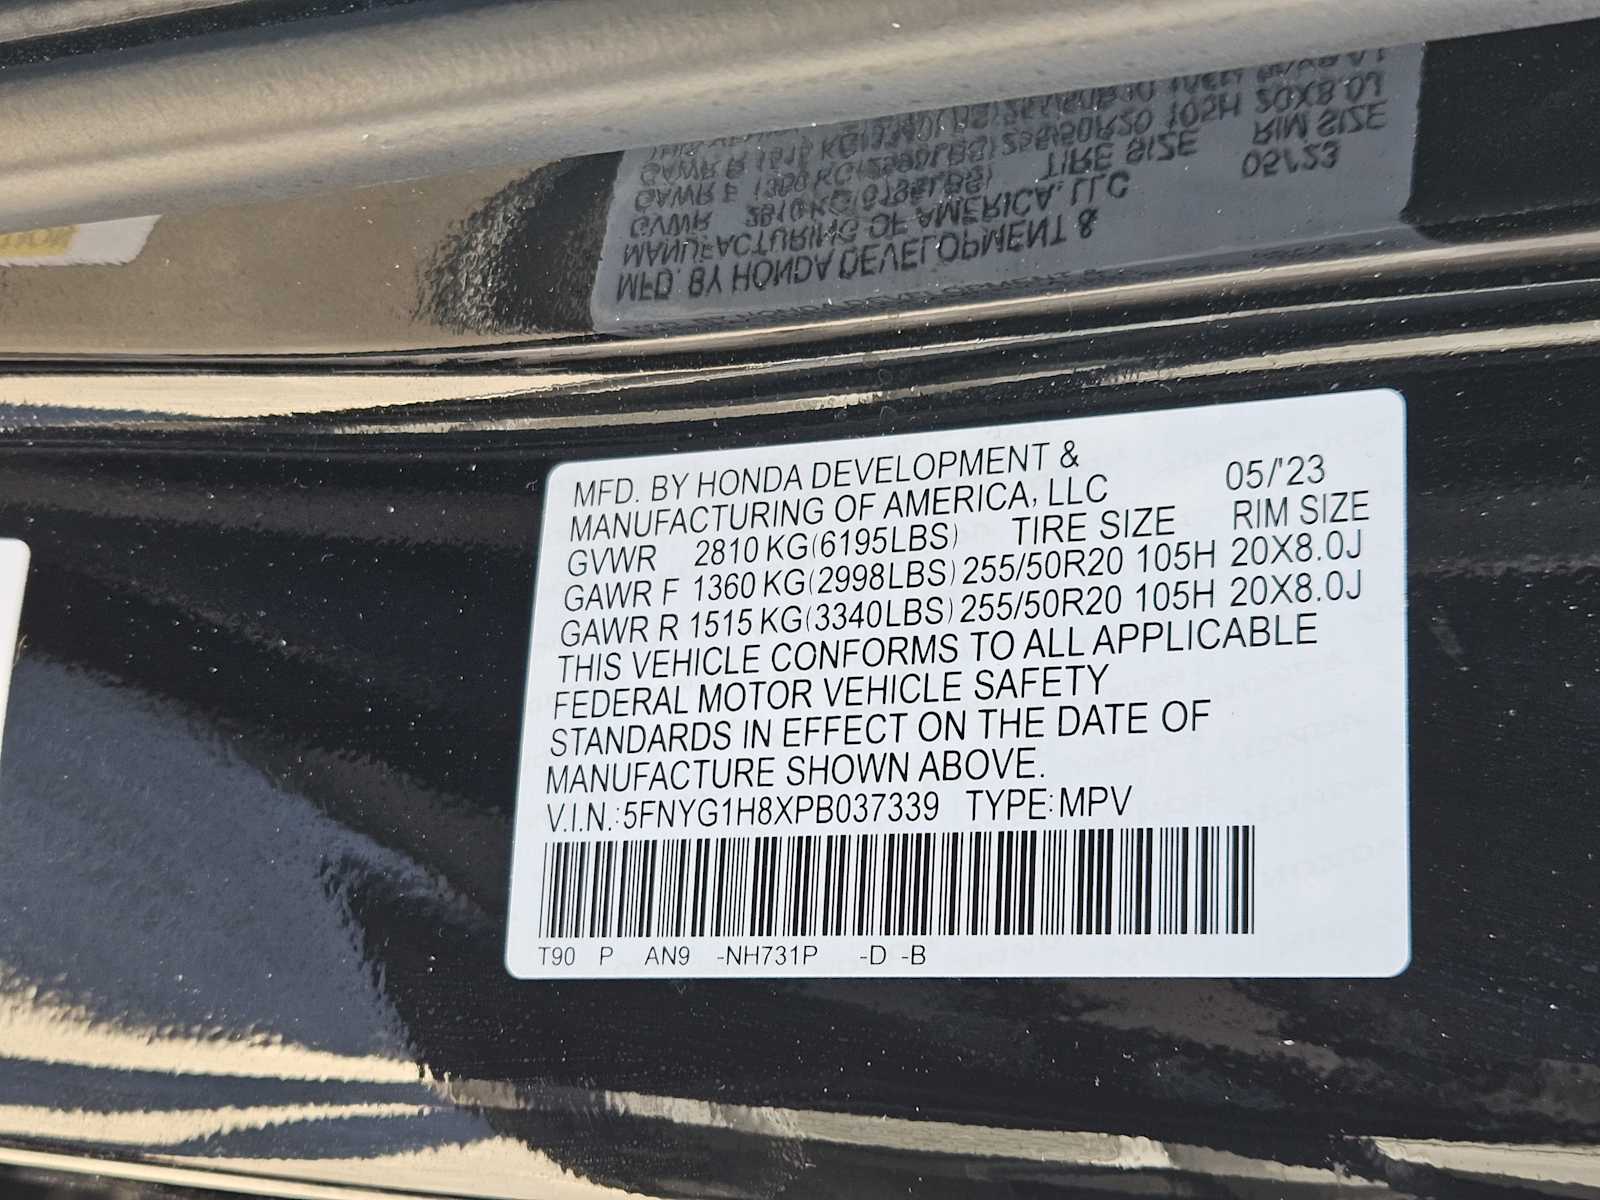 MFD. BY HONDA DEVELOPMENT &
MANUFACTURING OF AMERICA, LLC 05/'23
GVWR 2810 KG(6195LBS) TIRE SIZE RIM SIZE
GAWR F 1360 KG(2998LBS) 255/50R20 105H 20X8.0J
GAWR R 1515 KG(3340LBS) 255/50R20 105H 20X8.0J
THIS VEHICLE CONFORMS TO ALL APPLICABLE
FEDERAL MOTOR VEHICLE SAFETY
STANDARDS IN EFFECT ON THE DATE OF
MANUFACTURE SHOWN ABOVE.
V.I.N.:5FNYG1H8XPB037339 TYPE:MPV
T90 P AN9 -NH731P -D -B